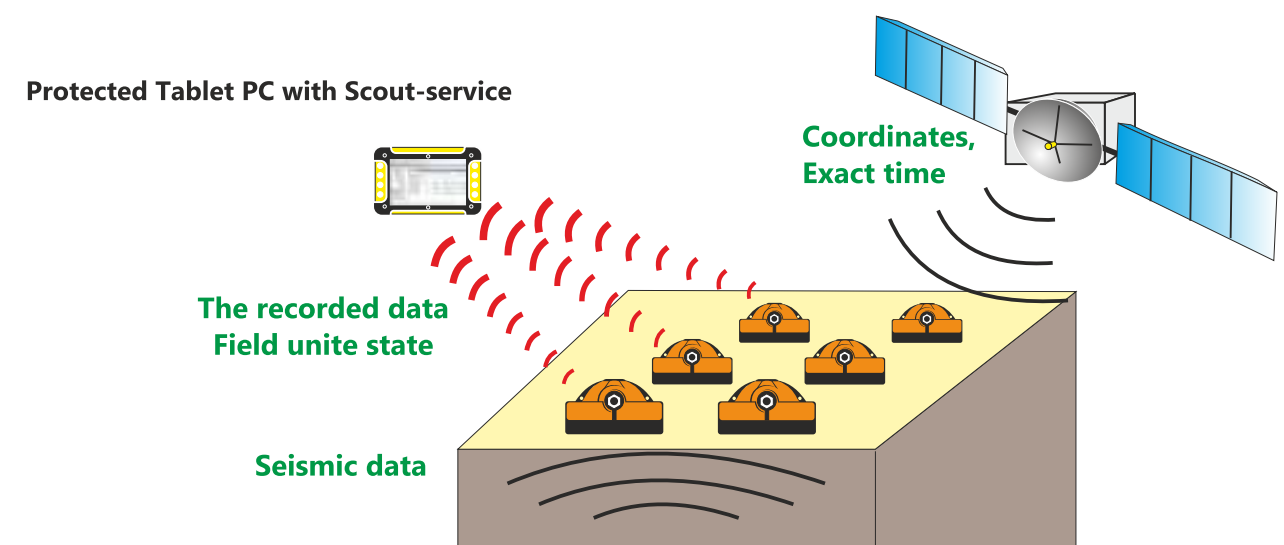 Protected Tablet PC with Scout-service
Coordinates,
Exact time
The recorded data
Field unite state
Seismic data